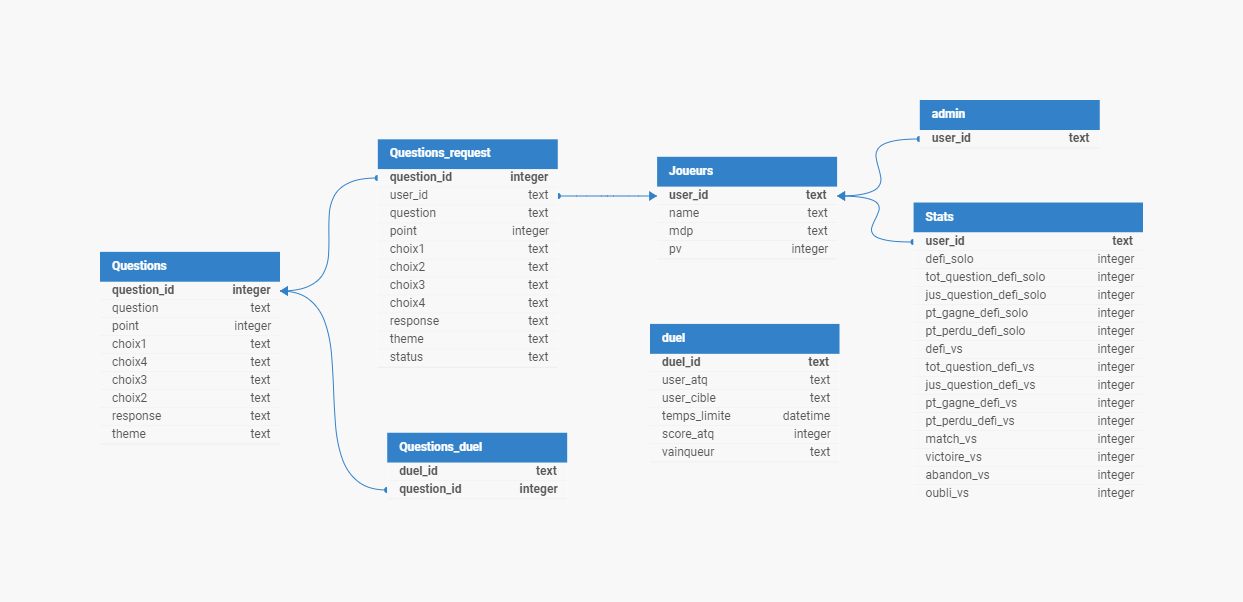 Questions
question_id integer
question text
point integer
choix1 text
choix4 text
choix3 text
choix2 text
response text
theme text
Questions_request
question_id integer
user_id text
question text
point integer
choix1 text
choix2 text
choix3 text
choix4 text
response text
theme text
status text
Questions_duel
duel_id text
question_id integer
Joueurs
user_id text
name text
mdp text
pv integer
duel
duel_id text
user_atq text
user_cible text
temps_limite datetime
score_atq integer
vainqueur text
admin
user_id text
Stats
user_id text
defi_solo integer
tot_question_defi_solo integer
jus_question_defi_solo integer
pt_gagne_defi_solo integer
pt_perdu_defi_solo integer
defi_vs integer
tot_question_defi_vs integer
jus_question_defi_vs integer
pt_gagne_defi_vs integer
pt_perdu_defi_vs integer
match_vs integer
victoire_vs integer
abandon_vs integer
oubli_vs integer